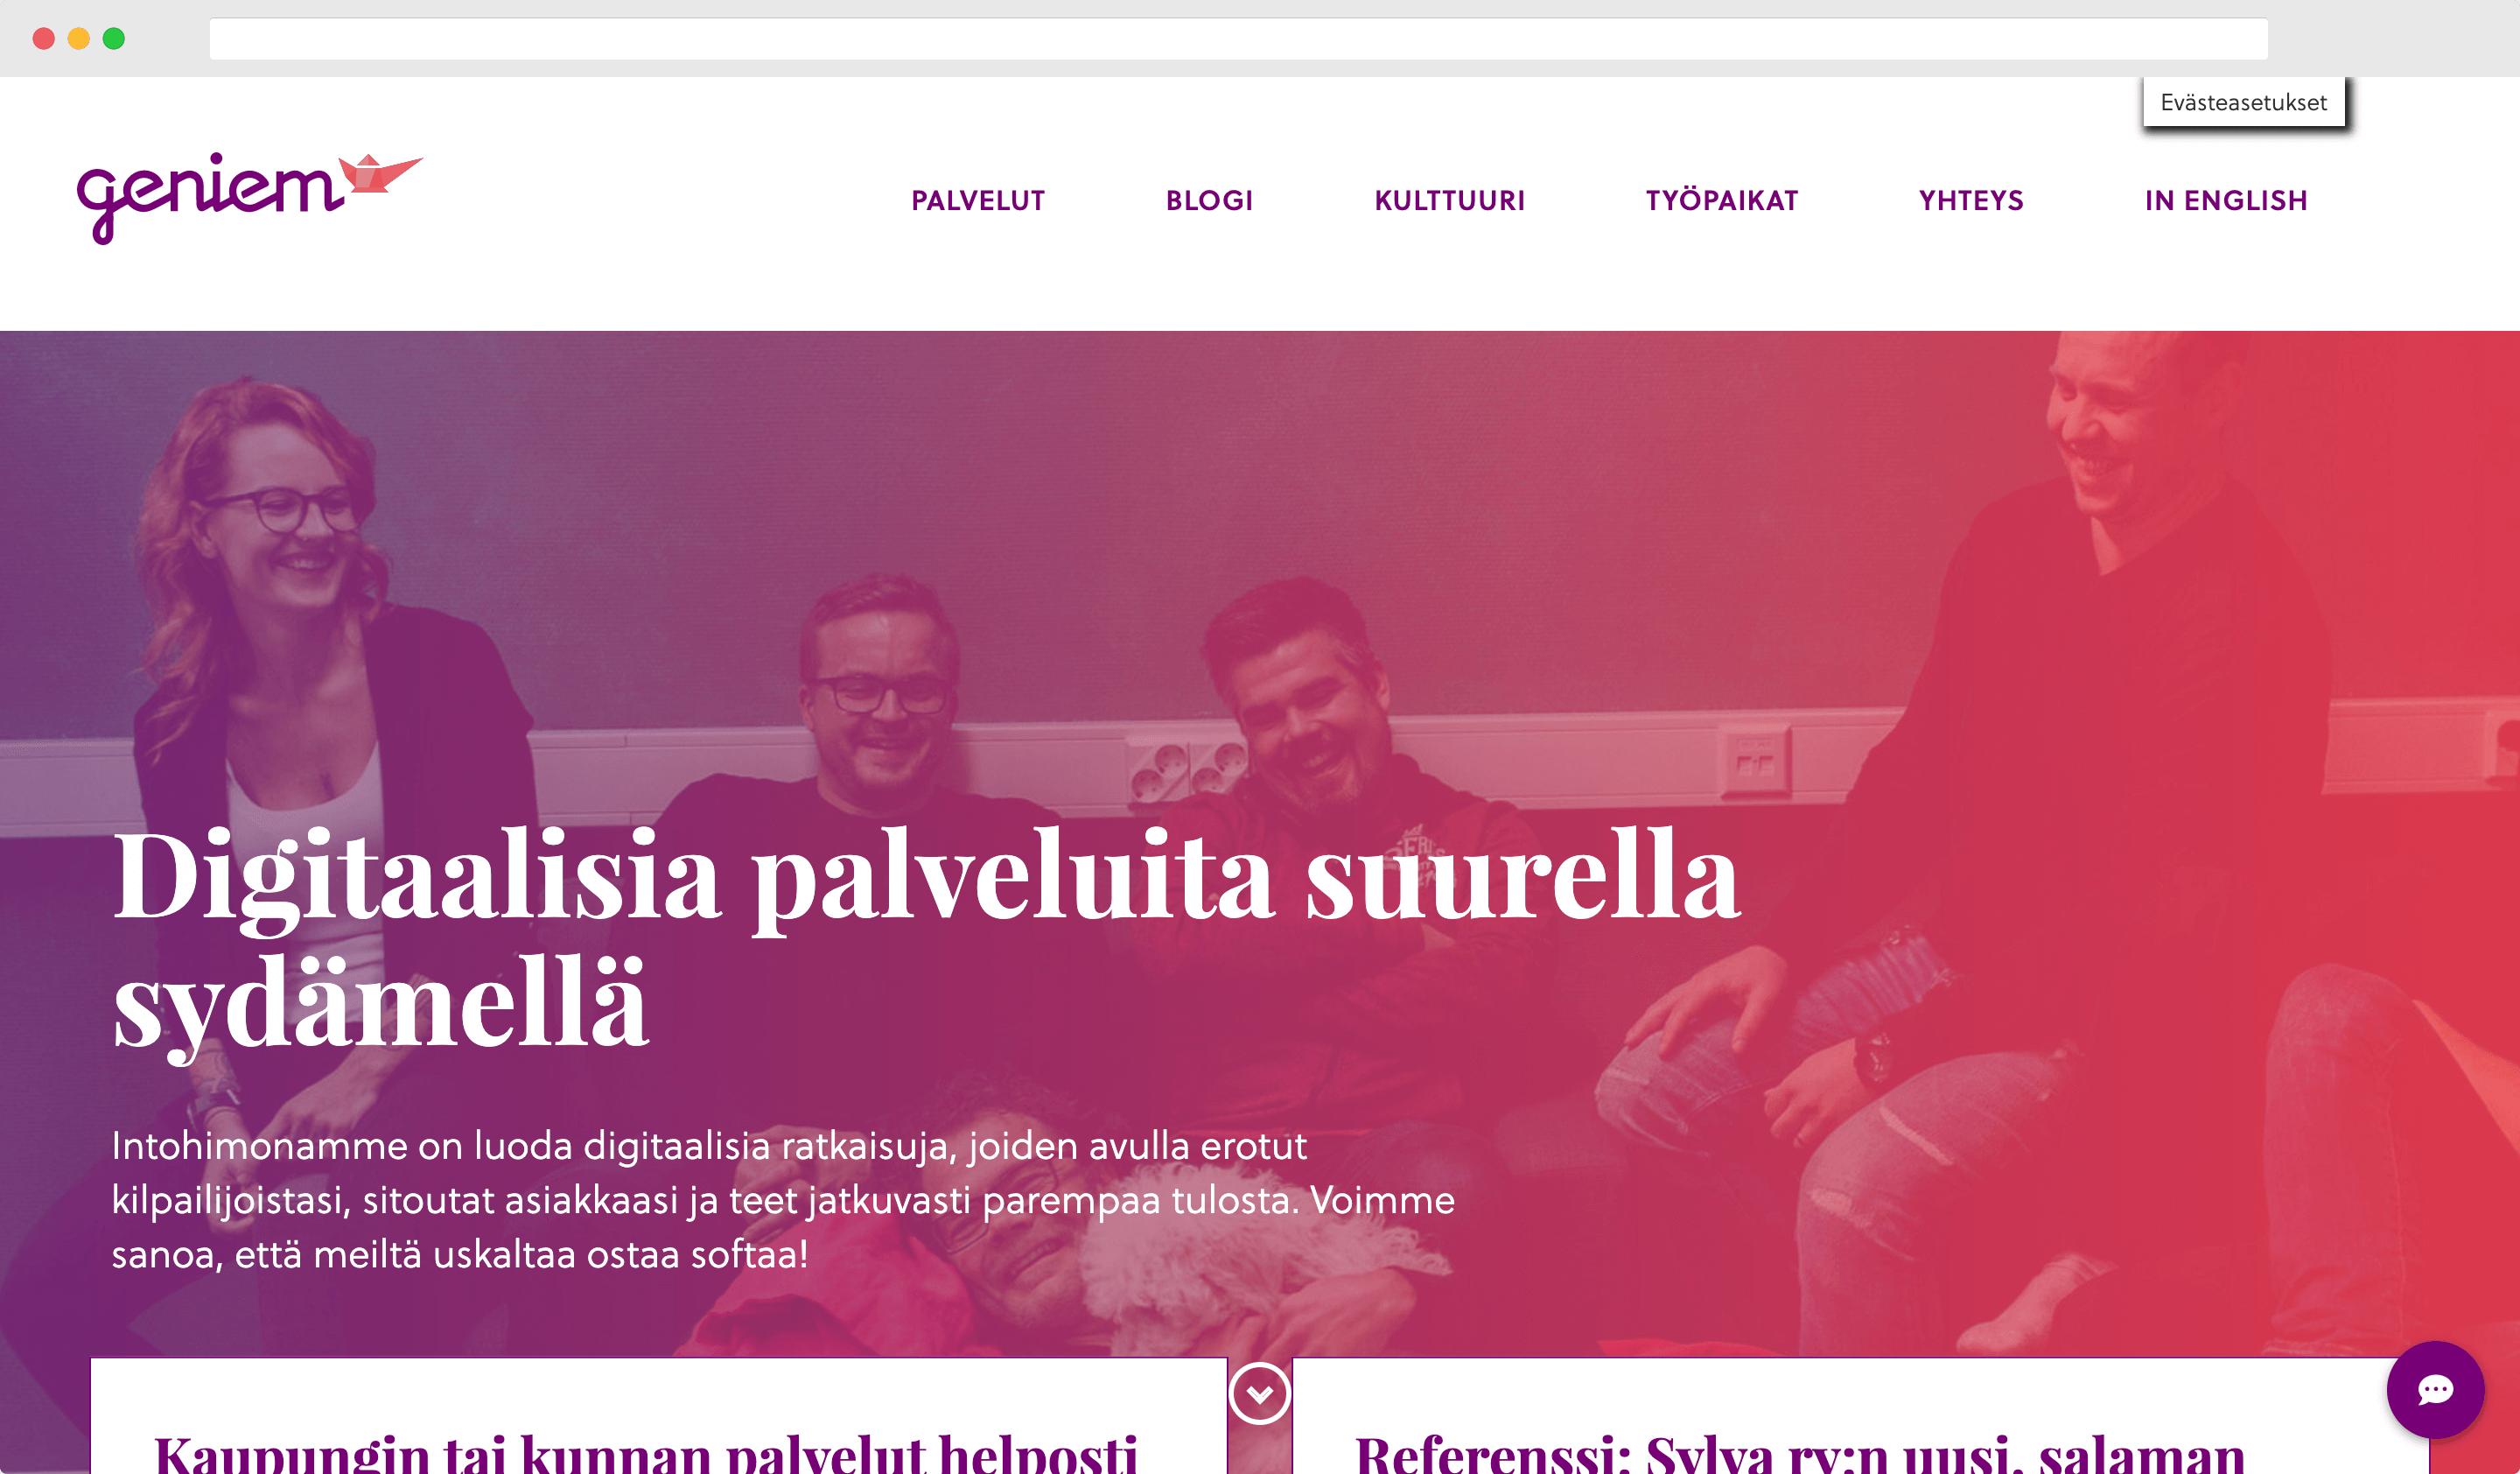 Evästeasetukset
geniem
PALVELUT BLOGI KULTTUURI TYÖPAIKAT YHTEYS IN ENGLISH
Digitaalisia palveluita suurella
sydämellä
Intohimonamme on luoda digitaalisia ratkaisuja, joiden avulla erotut
kilpailijoistasi, sitoutat asiakkaasi ja teet jatkuvasti parempaa tulosta. Voimme
sanoa, että meiltä uskaltaa ostaa softaa!
Kaupungin tai kunnan palvelut helposti
Referenssi: Sylva ry:n uusi, salaman